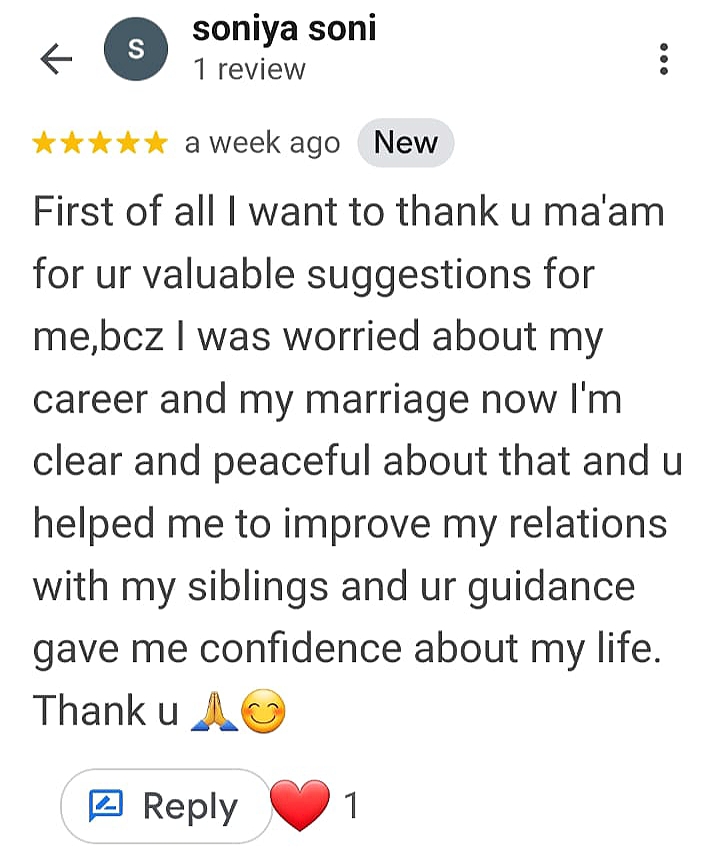 soniya soni
S
1 review
a week ago New
First of all I want to thank u ma'am
for ur valuable suggestions for
me,bcz I was worried about my
career and my marriage now I'm
clear and peaceful about that and u
helped me to improve my relations
with my siblings and ur guidance
gave me confidence about my life.
Thank u 🙏😊
Reply ❤️ 1